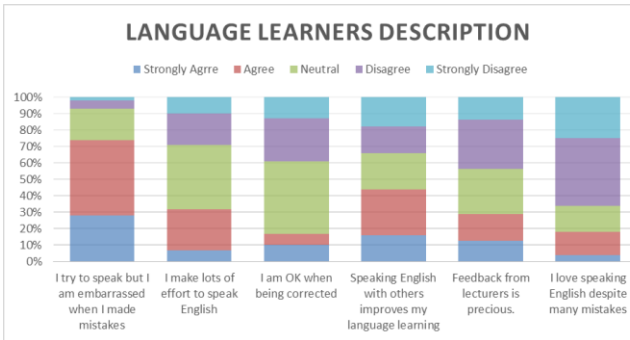 LANGUAGE LEARNERS DESCRIPTION
Strongly Agrre Agree Neutral Disagree Strongly Disagree
100%
90%
80%
70%
60%
50%
40%
30%
20%
10%
0%
I try to speak but I
am embarrassed
when I made
mistakes
I make lots of
effort to speak
English
I am OK when
being corrected
Speaking English
with others
improves my
language learning
Feedback from
lecturers is
precious.
I love speaking
English despite
many mistakes